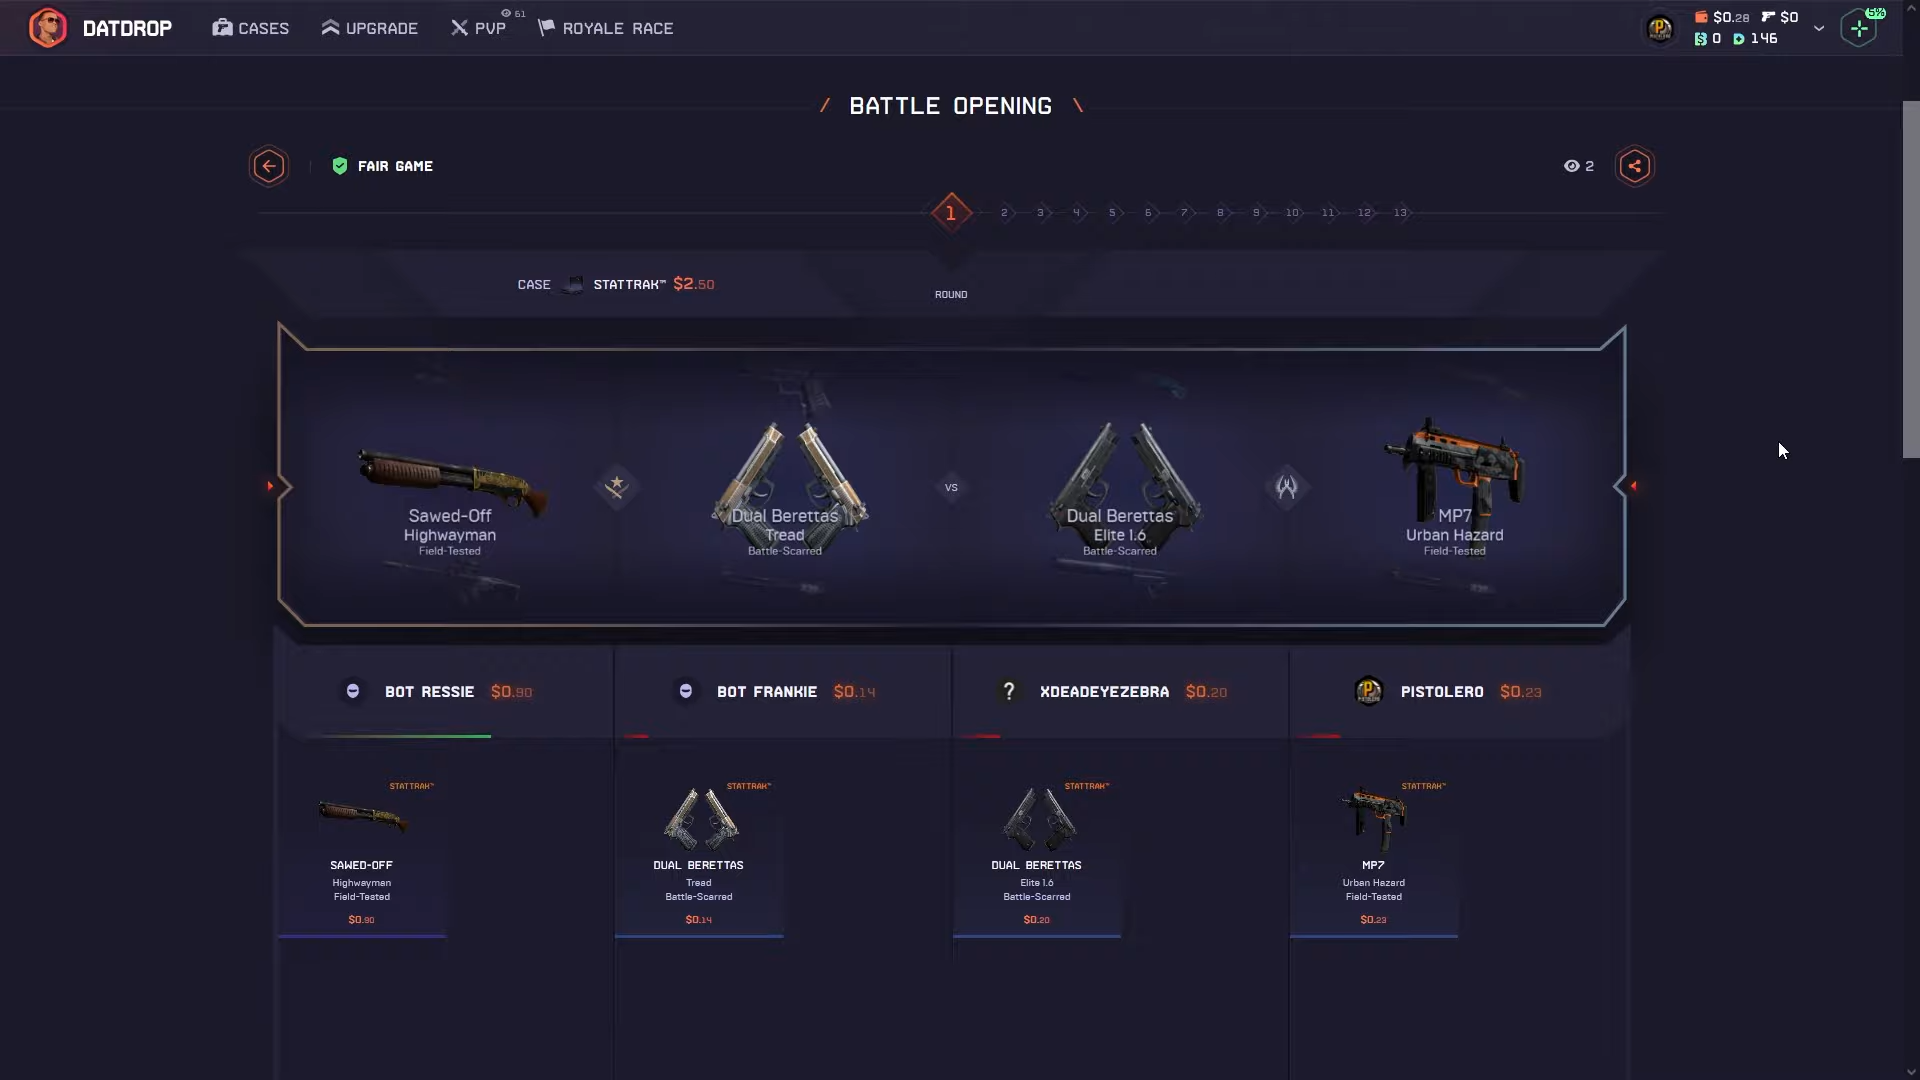 DATDROP CASES UPGRADE PVP 61 ROYALE RACE $0.28 $0 5%
0 146
/ BATTLE OPENING \
FAIR GAME 2
1 2 3 4 5 6 7 8 9 10 11 12 13
CASE STATTRAK™ $2.50
ROUND
Sawed-Off
Highwayman
Field-Tested
Dual Berettas
Tread
Battle-Scarred
VS
Dual Berettas
Elite 1.6
Battle-Scarred
MP7
Urban Hazard
Field-Tested
BOT RESSIE $0.90
BOT FRANKIE $0.14
? XDEADEYEZEBRA $0.20
PISTOLERO $0.23
STATTRAK™
SAWED-OFF
Highwayman
Field-Tested
$0.90
STATTRAK™
DUAL BERETTAS
Tread
Battle-Scarred
$0.14
STATTRAK™
DUAL BERETTAS
Elite 1.6
Battle-Scarred
$0.20
STATTRAK™
MP7
Urban Hazard
Field-Tested
$0.23